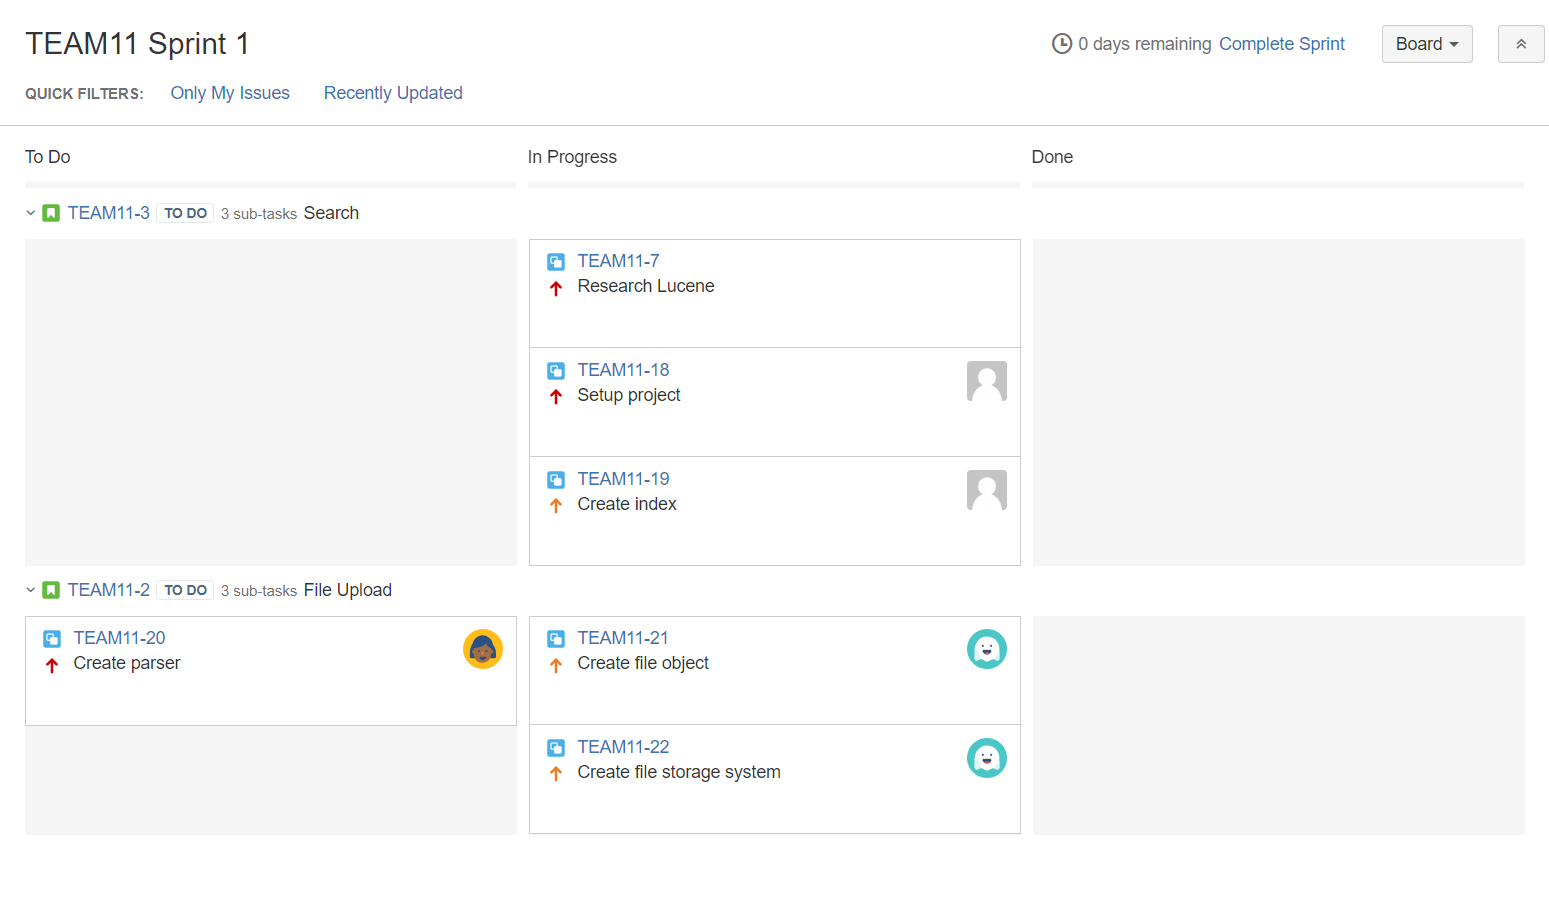 TEAM11 Sprint 1
0 days remaining Complete Sprint Board
QUICK FILTERS: Only My Issues Recently Updated
To Do In Progress Done
TEAM11-3 TO DO 3 sub-tasks Search
TEAM11-7
Research Lucene
TEAM11-18
Setup project
TEAM11-19
Create index
TEAM11-2 TO DO 3 sub-tasks File Upload
TEAM11-20
Create parser
TEAM11-21
Create file object
TEAM11-22
Create file storage system